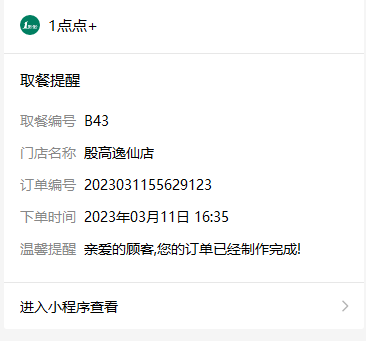 1点点+
取餐提醒
取餐编号 B43
门店名称 殷高逸仙店
订单编号 2023031155629123
下单时间 2023年03月11日 16:35
温馨提醒 亲爱的顾客,您的订单已经制作完成!
进入小程序查看